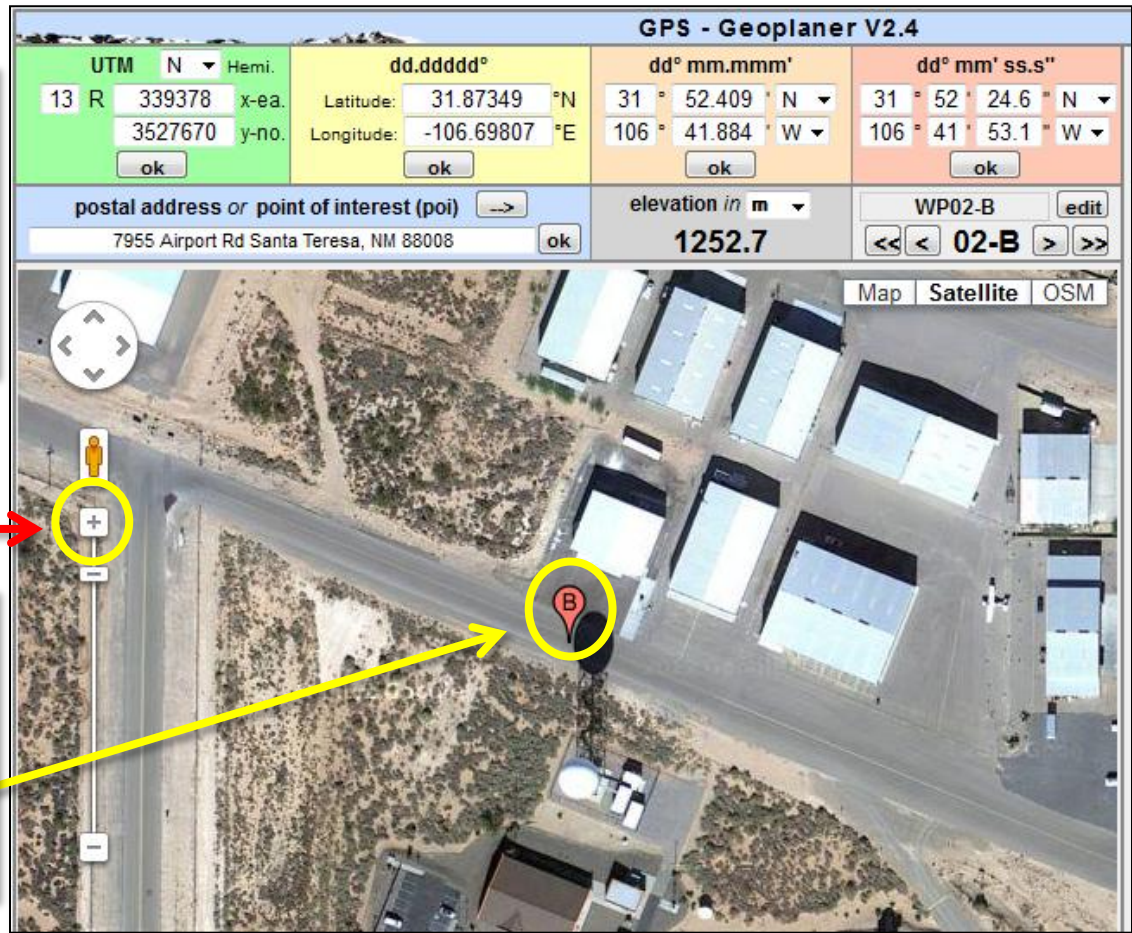 GPS - Geoplaner V2.4
UTM N Hemi. dd.ddddd° dd° mm.mmm' dd° mm' ss.s"
13 R 339378 x-ea. Latitude: 31.87349 °N 31 ° 52.409 ' N 31 ° 52 ' 24.6 " N
3527670 y-no. Longitude: -106.69807 °E 106 ° 41.884 ' W 106 ° 41 ' 53.1 " W
ok ok ok ok
postal address or point of interest (poi) --> elevation in m WP02-B edit
7955 Airport Rd Santa Teresa, NM 88008 ok 1252.7 << < 02-B > >>
Map Satellite OSM
+
B